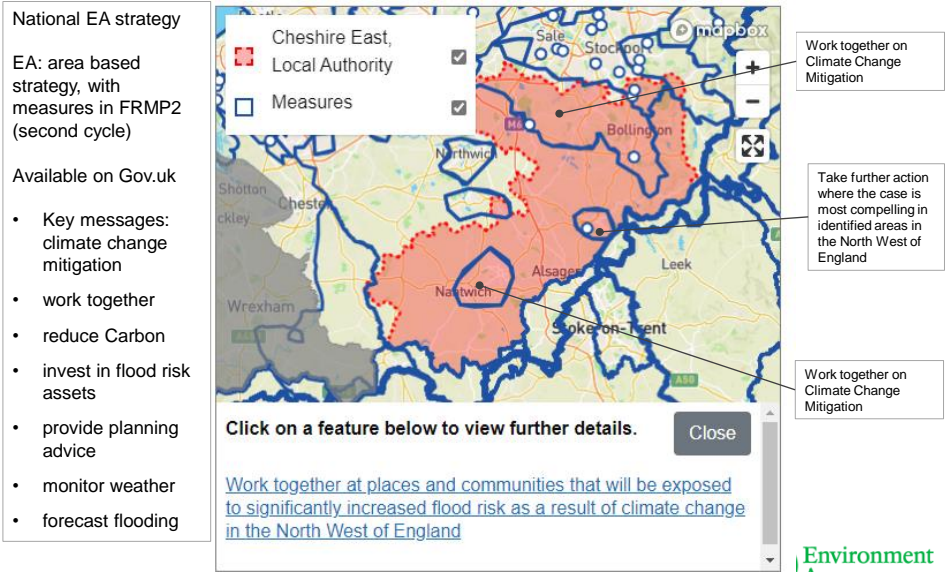 National EA strategy
EA: area based
strategy, with
measures in FRMP2
(second cycle)
Available on Gov.uk
• Key messages:
climate change
mitigation
• work together
• reduce Carbon
• invest in flood risk
assets
• provide planning
advice
• monitor weather
• forecast flooding
Cheshire East,
Local Authority
Measures
mapbox
+
−
Sale
Stockport
M6
Bollington
Northwich
Shotton
Chester
ckley
Alsager
Leek
Nantwich
Wrexham
Stoke-on-Trent
A50
Click on a feature below to view further details.
Close
Work together at places and communities that will be exposed
to significantly increased flood risk as a result of climate change
in the North West of England
Work together on
Climate Change
Mitigation
Take further action
where the case is
most compelling in
identified areas in
the North West of
England
Work together on
Climate Change
Mitigation
Environment